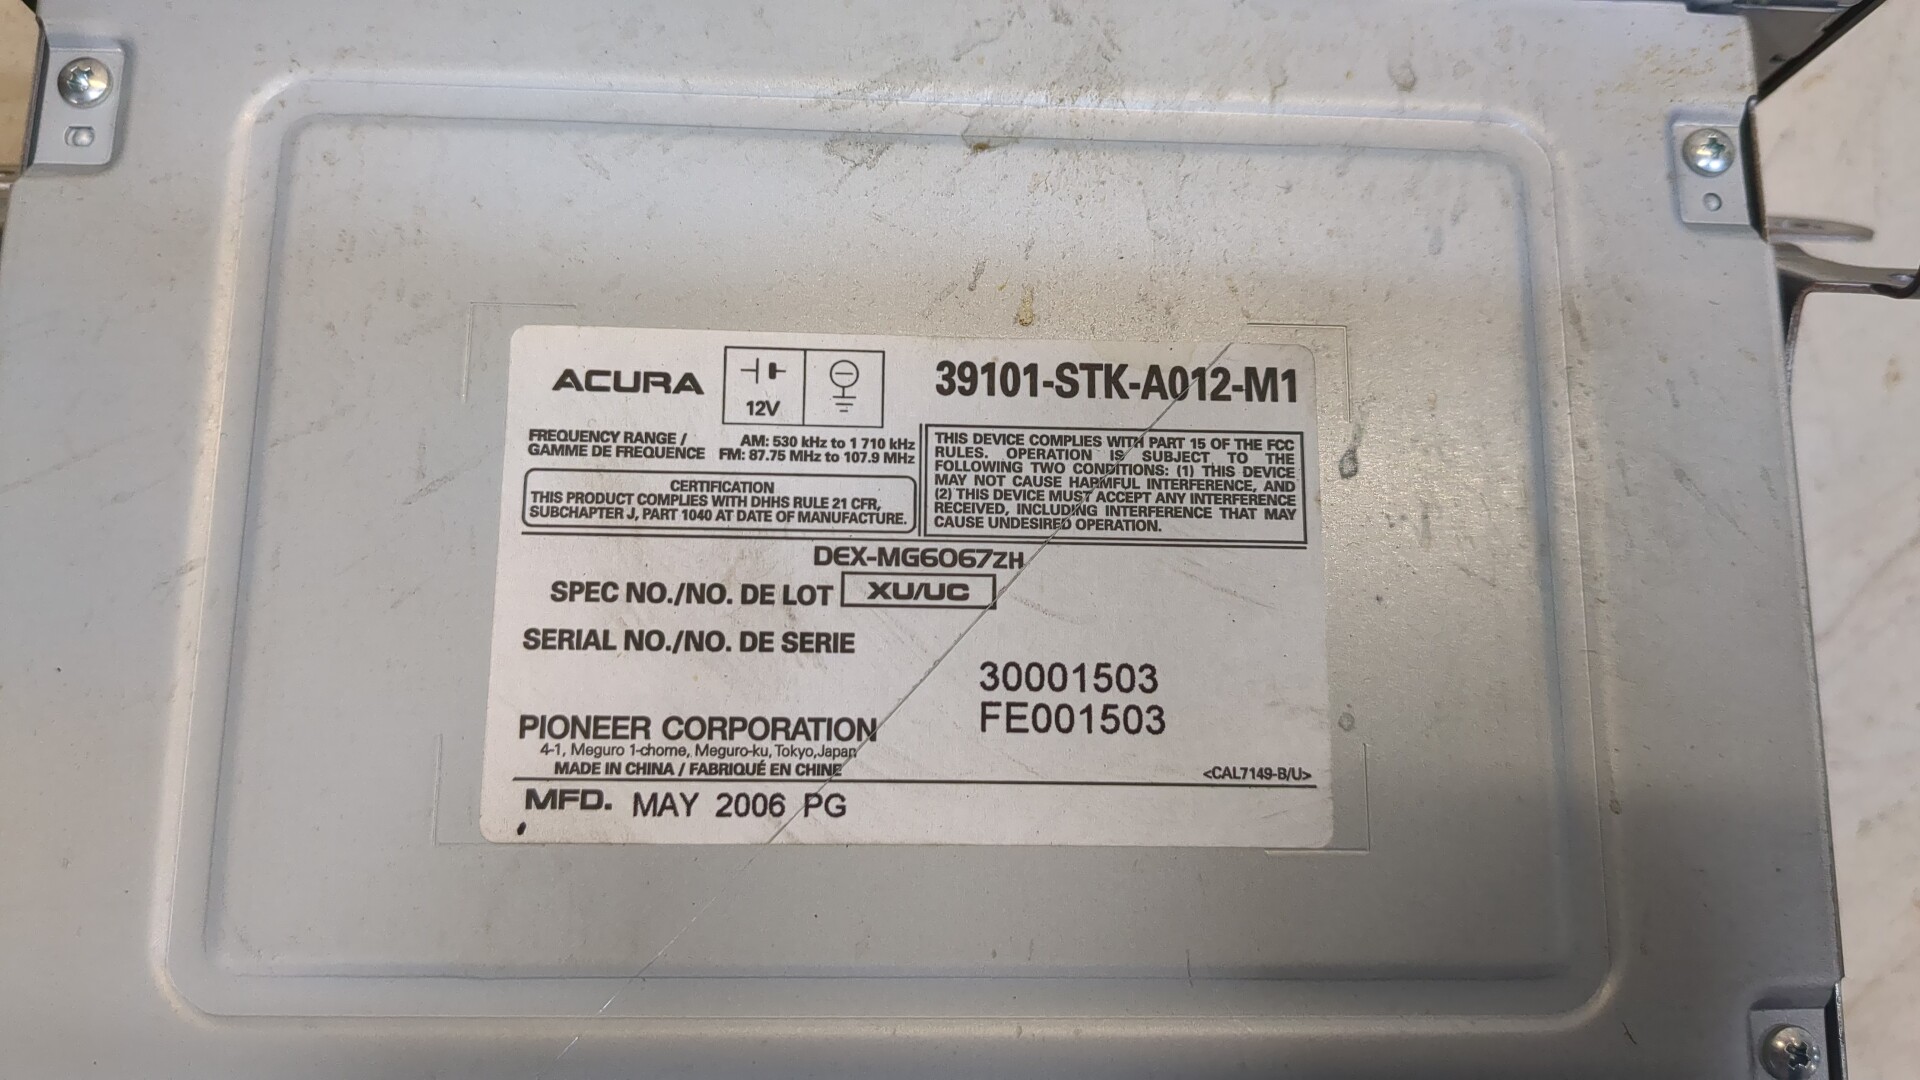 ACURA
12V
39101-STK-A012-M1
FREQUENCY RANGE / AM: 530 kHz to 1 710 kHz
GAMME DE FREQUENCE FM: 87.75 MHz to 107.9 MHz
CERTIFICATION
THIS PRODUCT COMPLIES WITH DHHS RULE 21 CFR,
SUBCHAPTER J, PART 1040 AT DATE OF MANUFACTURE.
THIS DEVICE COMPLIES WITH PART 15 OF THE FCC
RULES. OPERATION IS SUBJECT TO THE
FOLLOWING TWO CONDITIONS: (1) THIS DEVICE
MAY NOT CAUSE HARMFUL INTERFERENCE, AND
(2) THIS DEVICE MUST ACCEPT ANY INTERFERENCE
RECEIVED, INCLUDING INTERFERENCE THAT MAY
CAUSE UNDESIRED OPERATION.
DEX-MG6067ZH
SPEC NO./NO. DE LOT XU/UC
SERIAL NO./NO. DE SERIE
30001503
FE001503
PIONEER CORPORATION
4-1, Meguro 1-chome, Meguro-ku, Tokyo,Japan
MADE IN CHINA / FABRIQUÉ EN CHINE
<CAL7149-B/U>
MFD. MAY 2006 PG